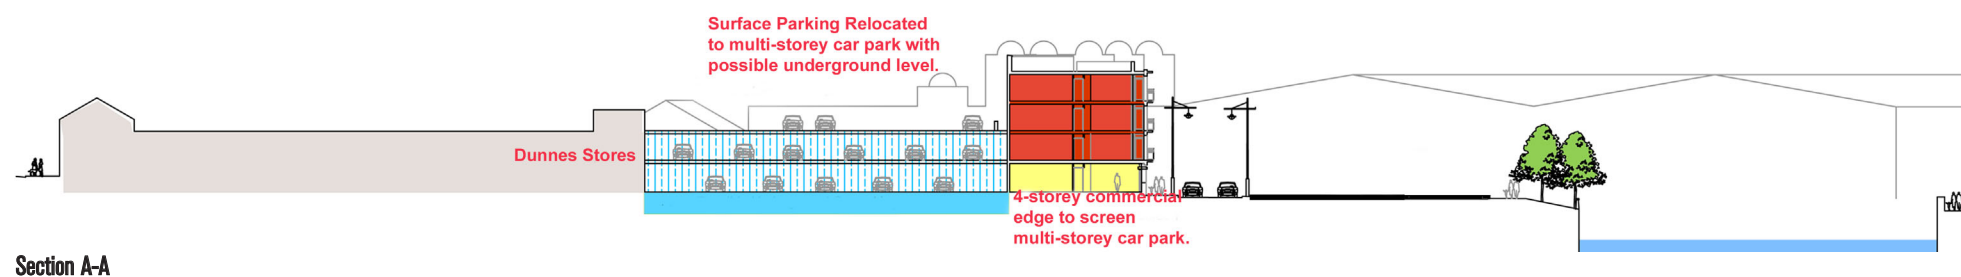 Surface Parking Relocated
to multi-storey car park with
possible underground level.
Dunnes Stores
4-storey commercial
edge to screen
multi-storey car park.
Section A-A